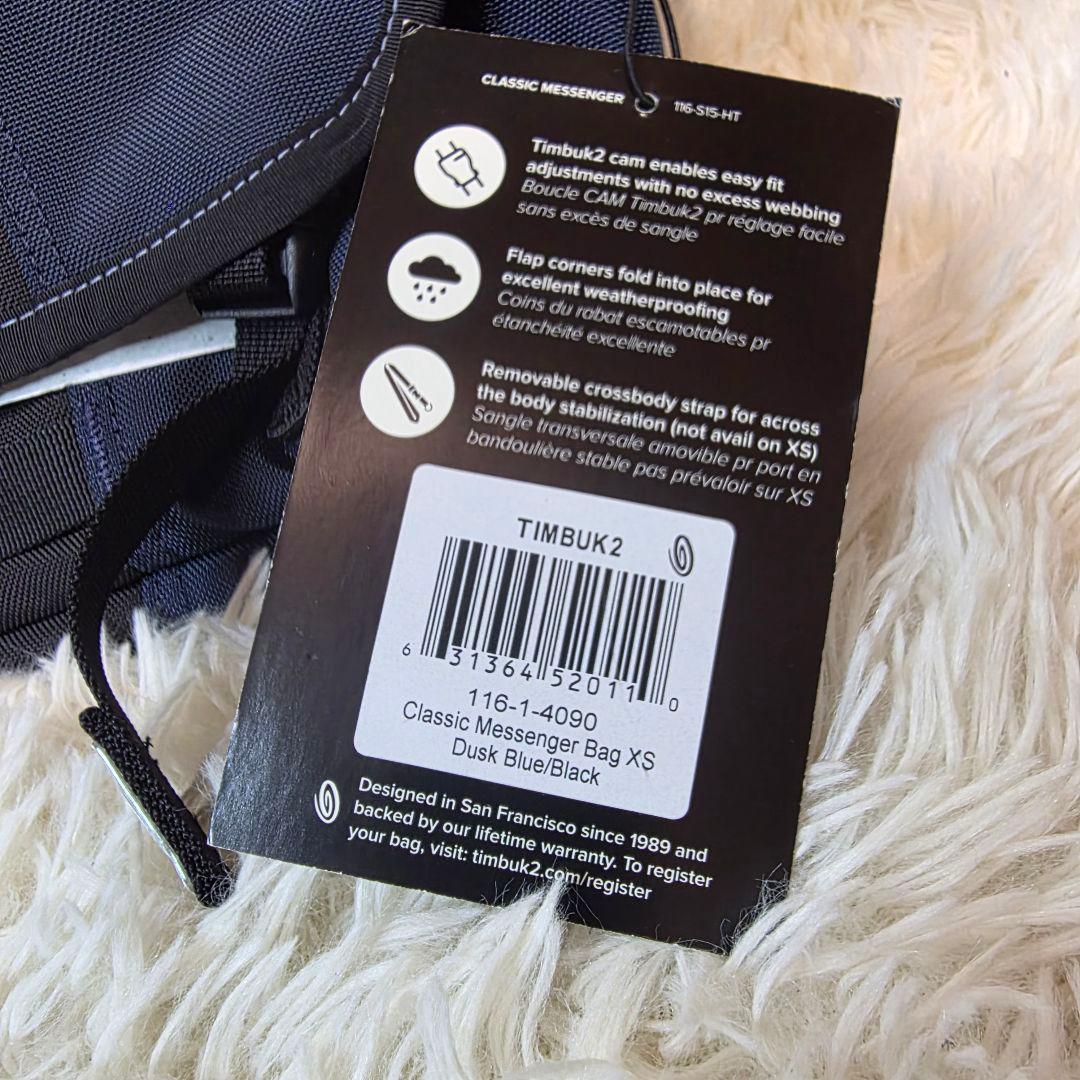 CLASSIC MESSENGER
116-S15-HT
Timbuk2 cam enables easy fit
adjustments with no excess webbing
Boucle CAM Timbuk2 pr réglage facile
sans excès de sangle
Flap corners fold into place for
excellent weatherproofing
Coins du rabat escamotables pr
étanchéité excellente
Removable crossbody strap for across
the body stabilization (not avail on XS)
Sangle transversale amovible pr port en
bandoulière stable pas prévaloir sur XS
TIMBUK2
6 31364 52011 0
116-1-4090
Classic Messenger Bag XS
Dusk Blue/Black
Designed in San Francisco since 1989 and
backed by our lifetime warranty. To register
your bag, visit: timbuk2.com/register